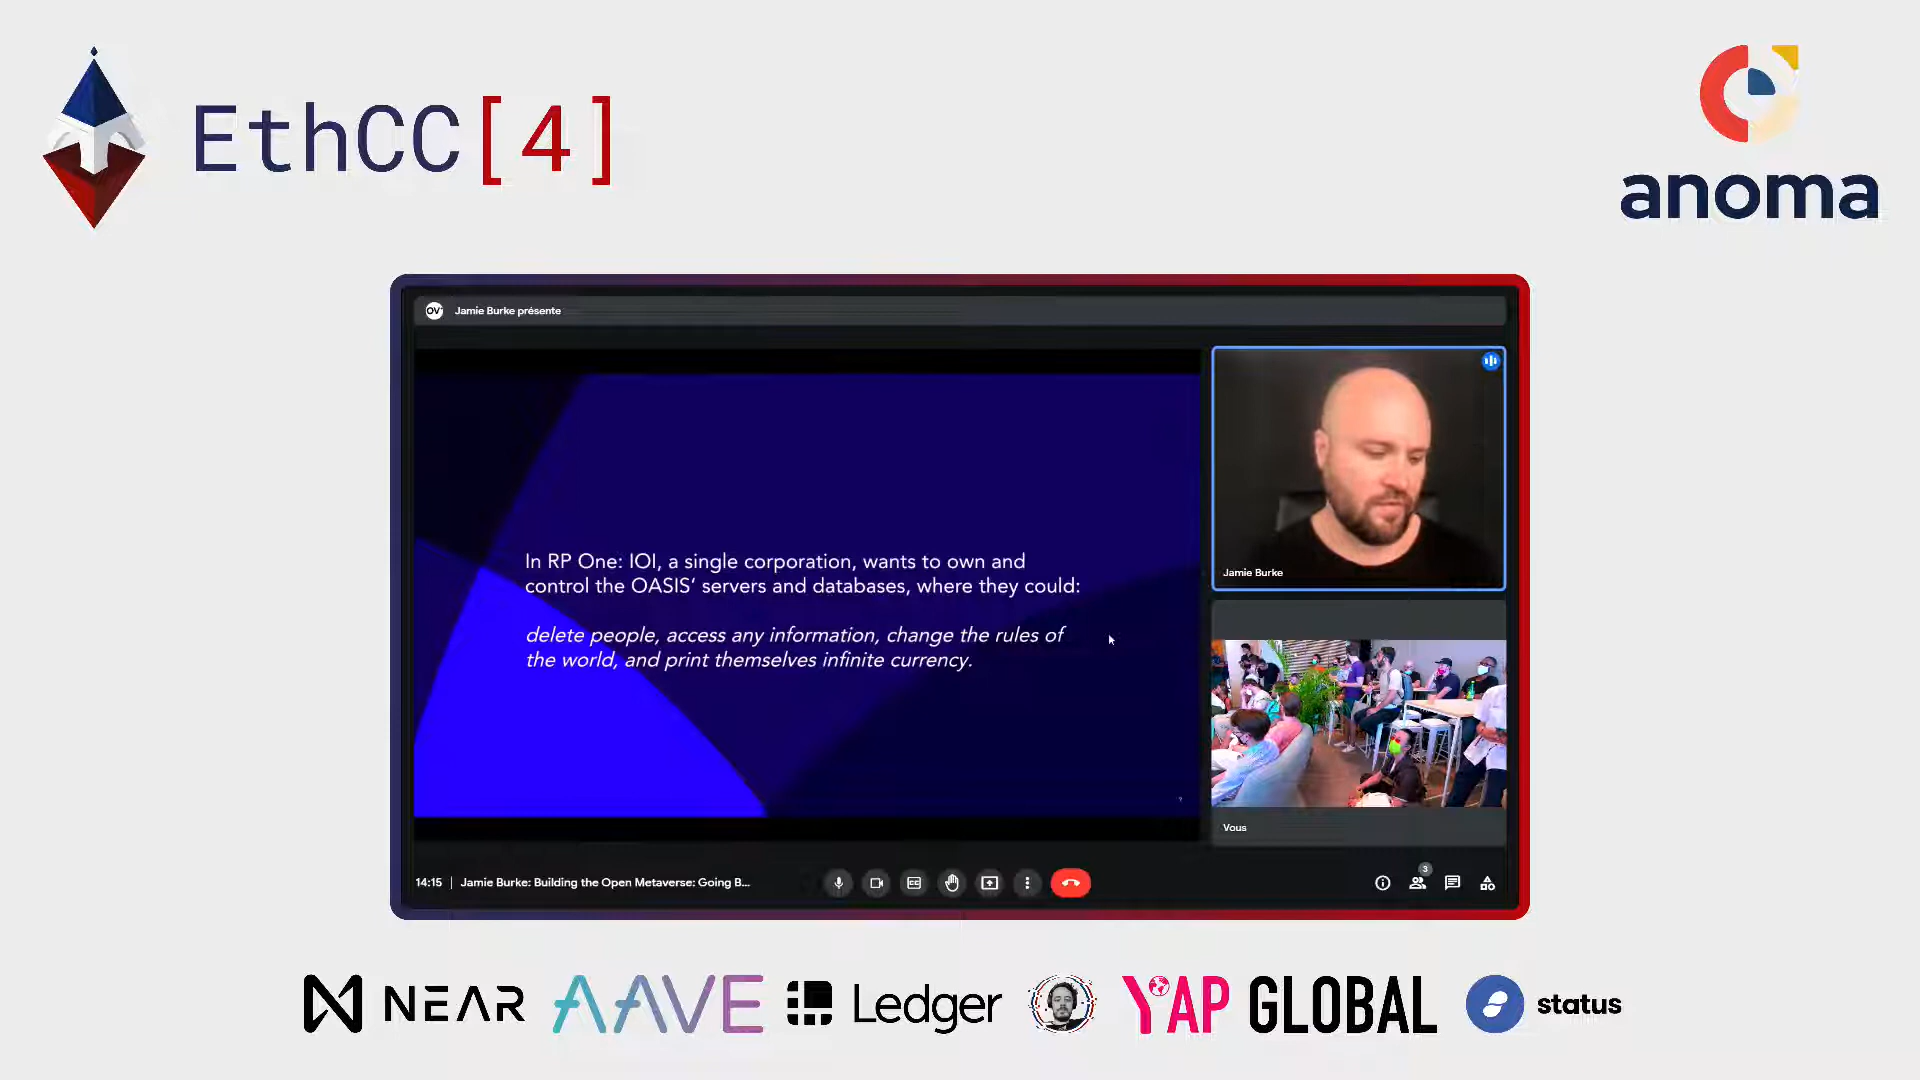 EthCC[4]
anoma
OV
Jamie Burke présente
In RP One: IOI, a single corporation, wants to own and
control the OASIS‘ servers and databases, where they could:
delete people, access any information, change the rules of
the world, and print themselves infinite currency.
Jamie Burke
Vous
14:15 | Jamie Burke: Building the Open Metaverse: Going B...
3
NEAR
AAVE
Ledger
YAP GLOBAL
status